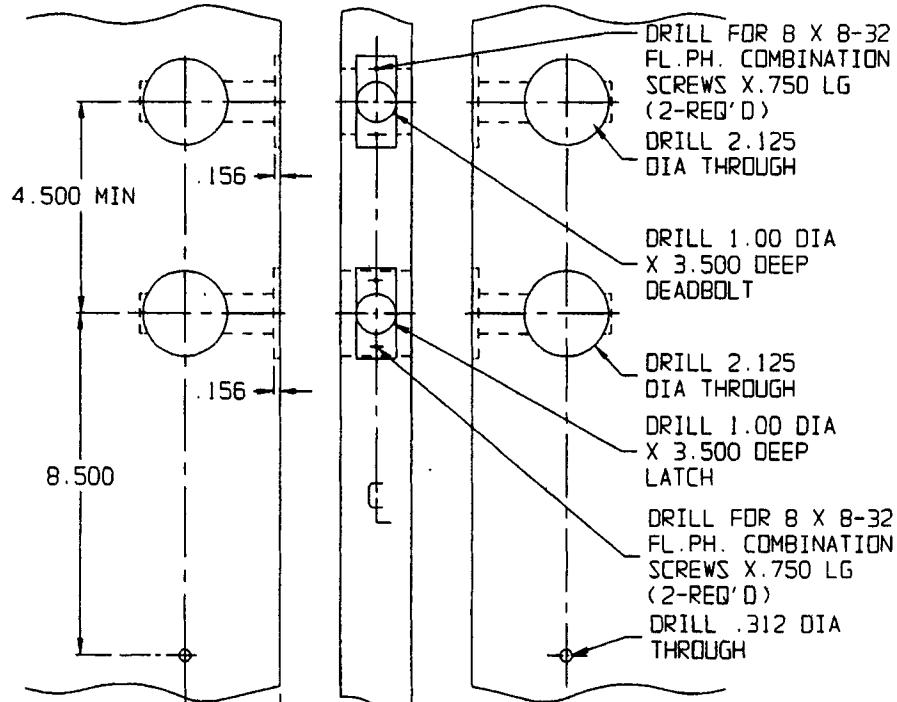 DRILL FOR 8 X 8-32
FL.PH. COMBINATION
SCREWS X.750 LG
(2-REQ'D)
DRILL 2.125
DIA THROUGH
.156
4.500 MIN
DRILL 1.00 DIA
X 3.500 DEEP
DEADBOLT
DRILL 2.125
DIA THROUGH
.156
DRILL 1.00 DIA
X 3.500 DEEP
LATCH
8.500
DRILL FOR 8 X 8-32
FL.PH. COMBINATION
SCREWS X.750 LG
(2-REQ'D)
DRILL .312 DIA
THROUGH